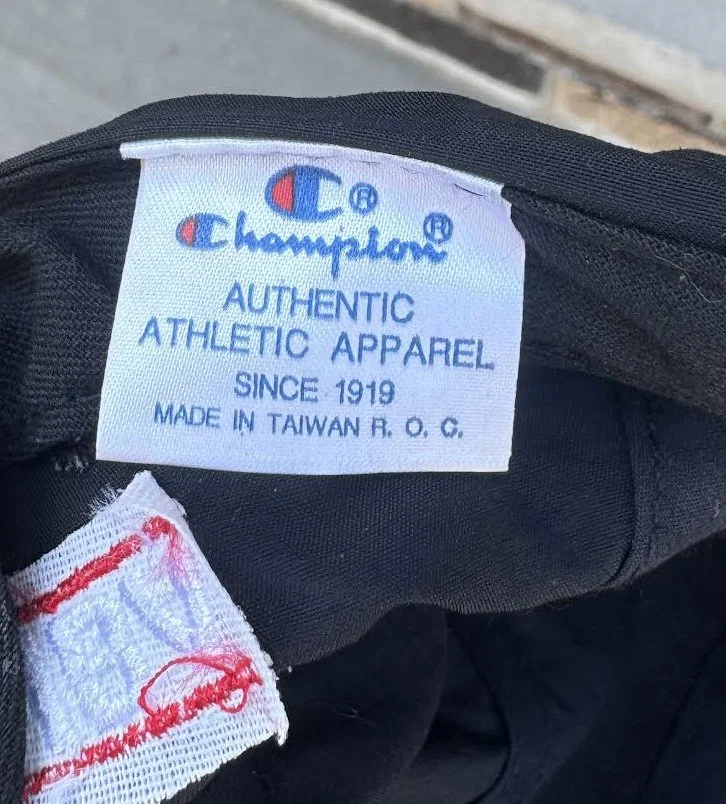 C®
Champion®
AUTHENTIC
ATHLETIC APPAREL
SINCE 1919
MADE IN TAIWAN R. O. C.